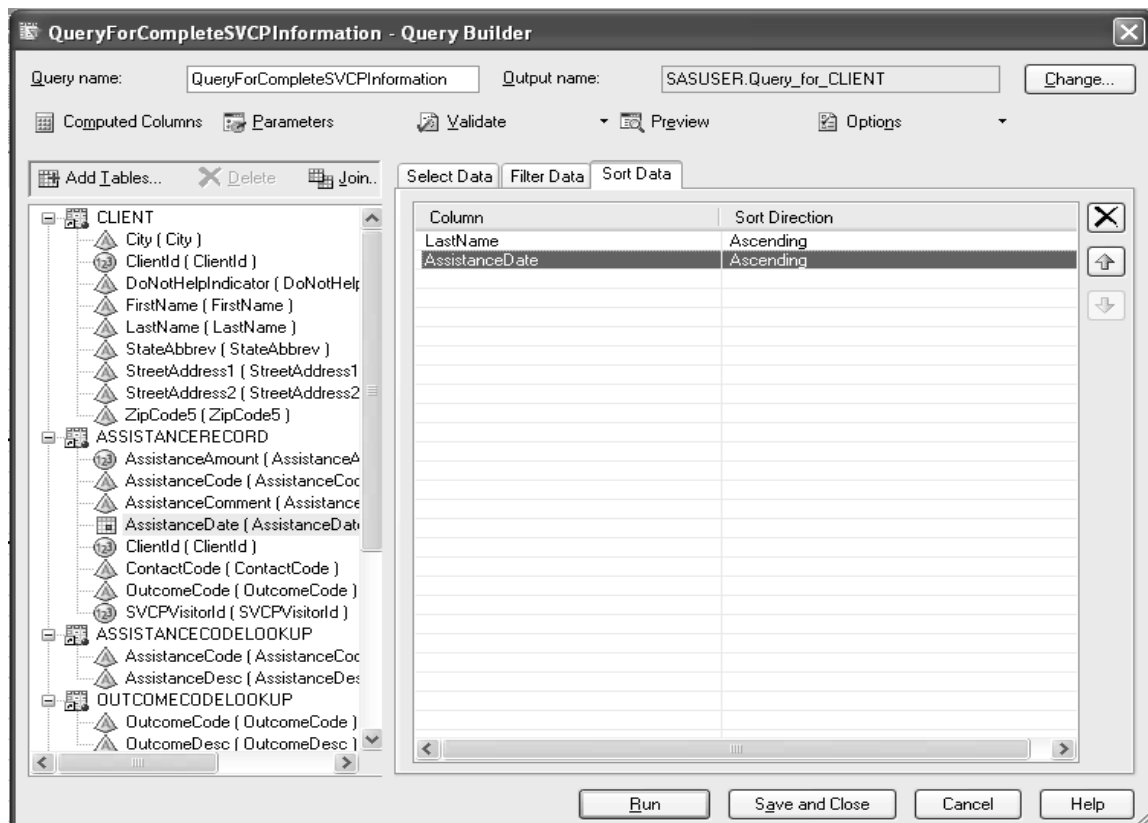 QueryForCompleteSVCPInformation - Query Builder
Query name: QueryForCompleteSVCPInformation Output name: SASUSER.Query_for_CLIENT Change...
Computed Columns Parameters Validate Preview Options
Add Tables... Delete Join..
Select Data Filter Data Sort Data
CLIENT
City ( City )
ClientId ( ClientId )
DoNotHelpIndicator ( DoNotHelp
FirstName ( FirstName )
LastName ( LastName )
StateAbbrev ( StateAbbrev )
StreetAddress1 ( StreetAddress1
StreetAddress2 ( StreetAddress2
ZipCode5 ( ZipCode5 )
ASSISTANCERECORD
AssistanceAmount ( AssistanceA
AssistanceCode ( AssistanceCod
AssistanceComment ( Assistance
AssistanceDate ( AssistanceDate
ClientId ( ClientId )
ContactCode ( ContactCode )
OutcomeCode ( OutcomeCode )
SVCPVisitorId ( SVCPVisitorId )
ASSISTANCECODELOOKUP
AssistanceCode ( AssistanceCod
AssistanceDesc ( AssistanceDes
OUTCOMECODELOOKUP
OutcomeCode ( OutcomeCode )
OutcomeDesc ( OutcomeDesc )
Column Sort Direction
LastName Ascending
AssistanceDate Ascending
Run Save and Close Cancel Help